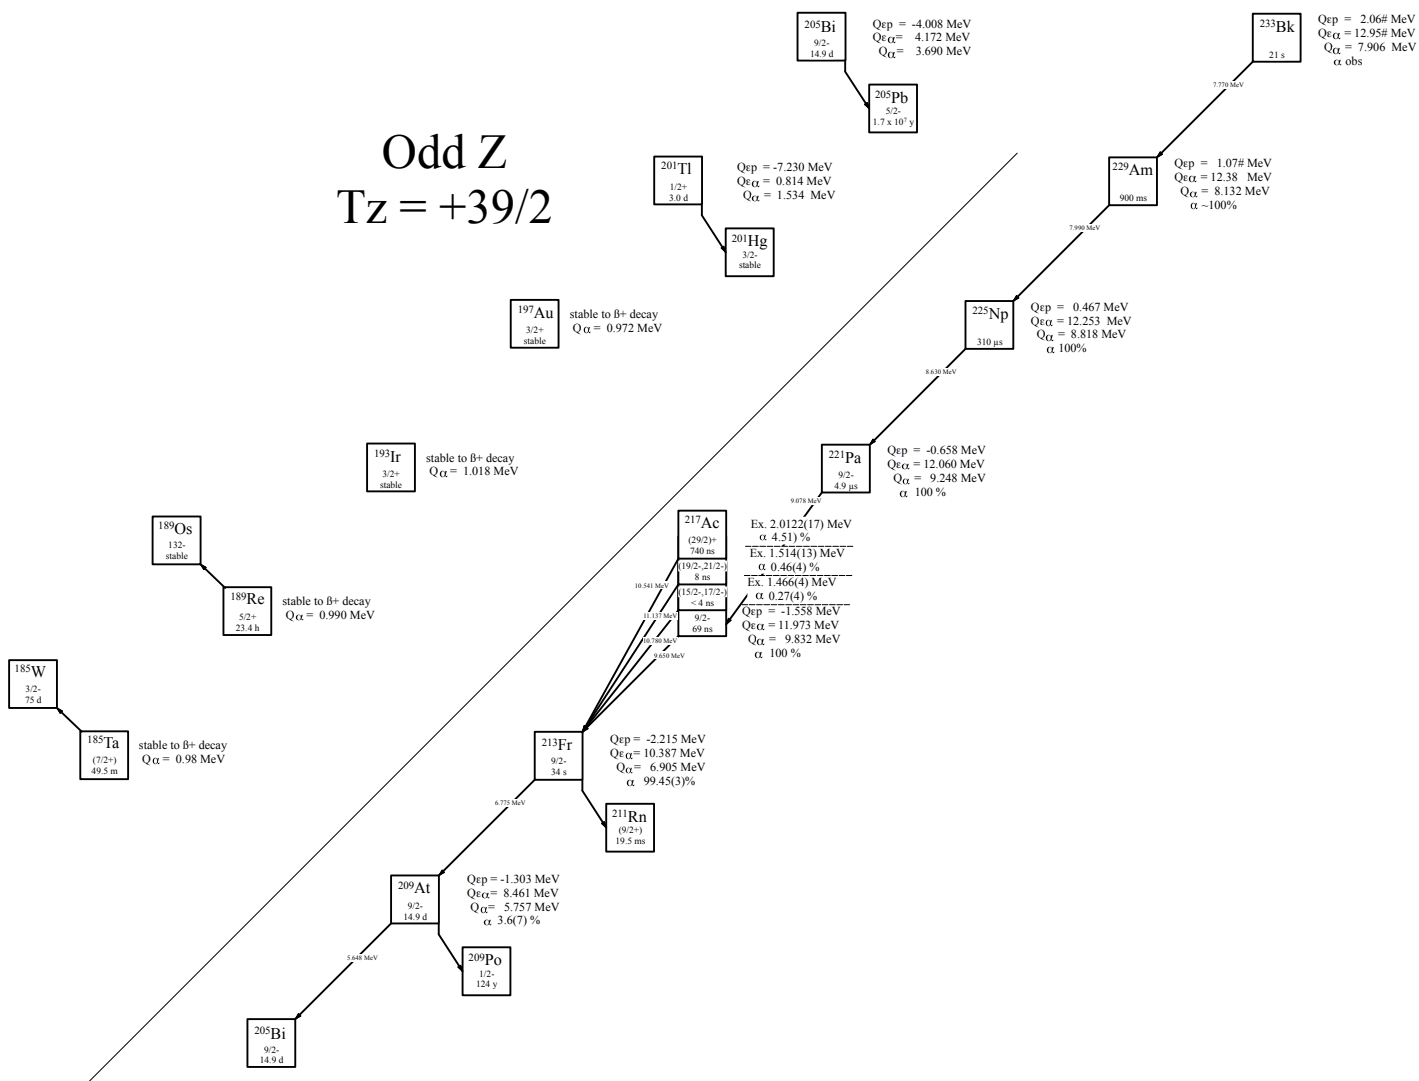 Odd Z
Tz = +39/2
205Bi
9/2-
14.9 d
Qεp = -4.008 MeV
Qεα= 4.172 MeV
Qα= 3.690 MeV
205Pb
5/2-
1.7 x 10⁷ y
233Bk
21 s
Qεp = 2.06# MeV
Qεα= 12.95# MeV
Qα = 7.906 MeV
α obs
7.770 MeV
201Tl
1/2+
3.0 d
Qεp = -7.230 MeV
Qεα = 0.814 MeV
Qα = 1.534 MeV
201Hg
3/2-
stable
229Am
900 ms
Qεp = 1.07# MeV
Qεα = 12.38 MeV
Qα = 8.132 MeV
α ~100%
7.990 MeV
197Au
3/2+
stable
stable to ß+ decay
Qα = 0.972 MeV
225Np
310 µs
Qεp = 0.467 MeV
Qεα = 12.253 MeV
Qα = 8.818 MeV
α 100%
8.630 MeV
193Ir
3/2+
stable
stable to ß+ decay
Qα = 1.018 MeV
221Pa
9/2-
4.9 µs
Qεp = -0.658 MeV
Qεα = 12.060 MeV
Qα = 9.248 MeV
α 100 %
9.078 MeV
189Os
132-
stable
189Re
5/2+
23.4 h
stable to ß+ decay
Qα = 0.990 MeV
217Ac
(29/2)+
740 ns
(19/2-,21/2-)
8 ns
(15/2-,17/2-)
< 4 ns
9/2-
69 ns
Ex. 2.0122(17) MeV
α 4.51) %
Ex. 1.514(13) MeV
α 0.46(4) %
Ex. 1.466(4) MeV
α 0.27(4) %
Qεp = -1.558 MeV
Qεα = 11.973 MeV
Qα = 9.832 MeV
α 100 %
10.541 MeV
11.137 MeV
10.780 MeV
9.650 MeV
185W
3/2-
75 d
185Ta
(7/2+)
49.5 m
stable to ß+ decay
Qα = 0.98 MeV
213Fr
9/2-
34 s
Qεp = -2.215 MeV
Qεα= 10.387 MeV
Qα= 6.905 MeV
α 99.45(3)%
6.775 MeV
211Rn
(9/2+)
19.5 ms
209At
9/2-
14.9 d
Qεp = -1.303 MeV
Qεα= 8.461 MeV
Qα= 5.757 MeV
α 3.6(7) %
5.648 MeV
209Po
1/2-
124 y
205Bi
9/2-
14.9 d